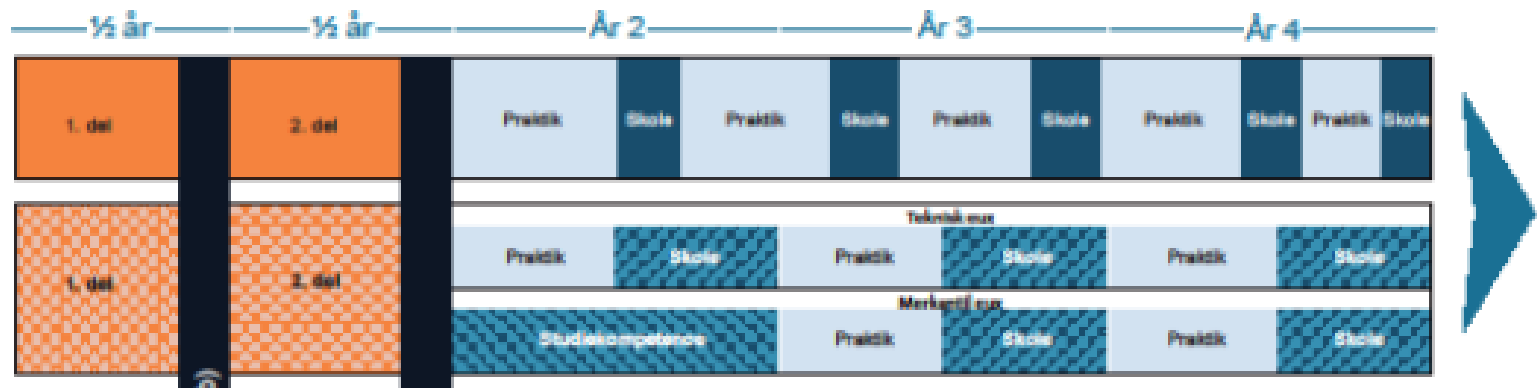 ½ år ½ år År 2 År 3 År 4
1. del 2. del Praktik Skole Praktik Skole Praktik Skole Praktik Skole Praktik Skole
Teknisk eux
1. del 2. del Praktik Skole Praktik Skole Praktik Skole
Merkantil eux
Studiekompetence Praktik Skole Praktik Skole